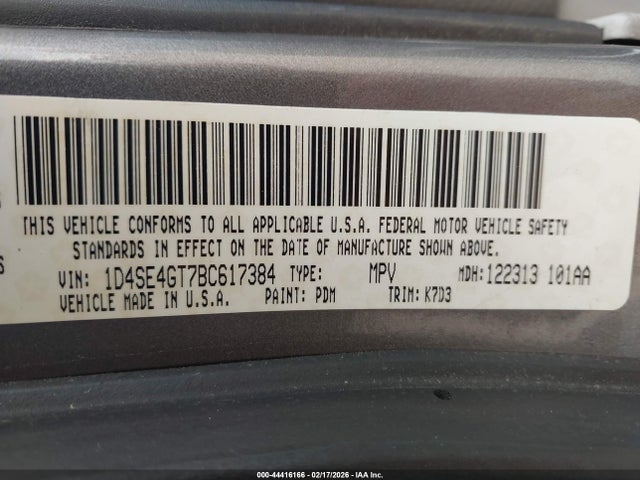 THIS VEHICLE CONFORMS TO ALL APPLICABLE U.S.A. FEDERAL MOTOR VEHICLE SAFETY
STANDARDS IN EFFECT ON THE DATE OF MANUFACTURE SHOWN ABOVE.
VIN: 1D4SE4GT7BC617384 TYPE: MPV MDH:122313 101AA
VEHICLE MADE IN U.S.A. PAINT: PDM TRIM: K7D3
000-44416166 - 02/17/2026 - IAA Inc.